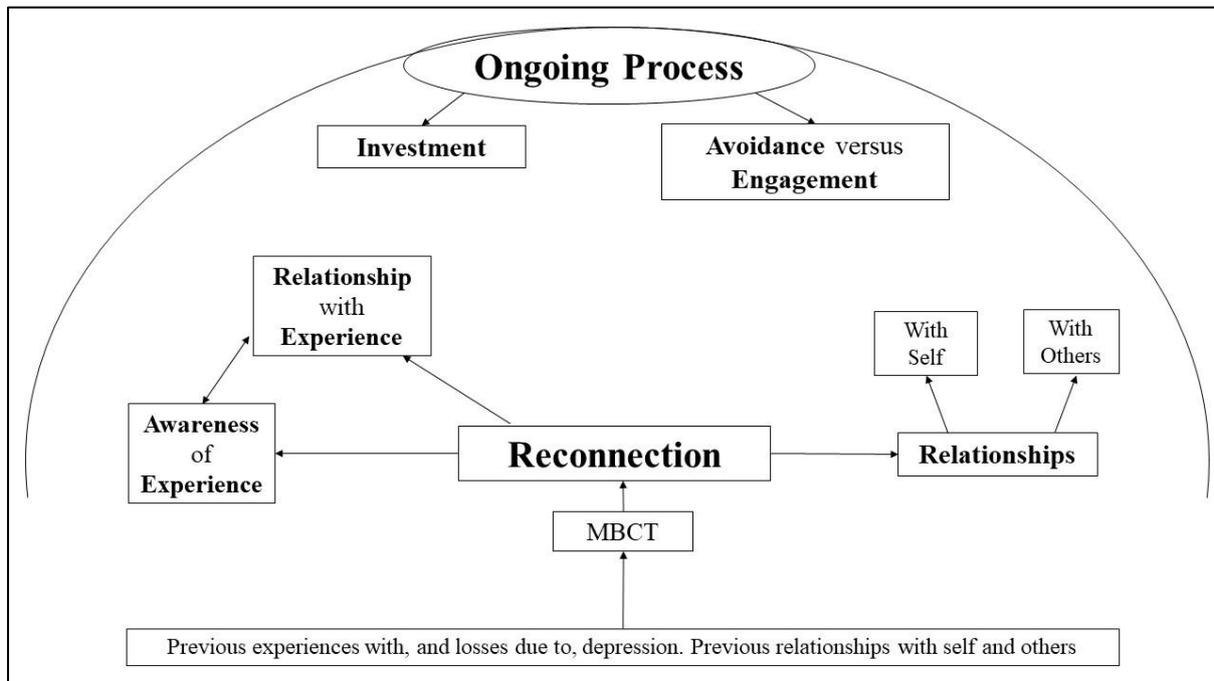 Ongoing Process
Investment
Avoidance versus
Engagement
Relationship
with
Experience
With
Self
With
Others
Awareness
of
Experience
Reconnection
Relationships
MBCT
Previous experiences with, and losses due to, depression. Previous relationships with self and others